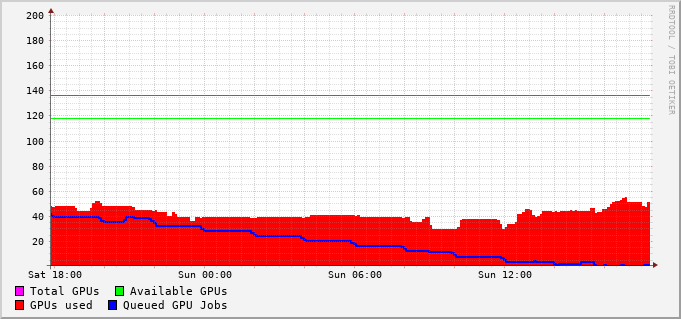 200
180
160
140
120
100
80
60
40
20
Sat 18:00 Sun 00:00 Sun 06:00 Sun 12:00
Total GPUs Available GPUs
GPUs used Queued GPU Jobs
RRDTOOL / TOBI OETIKER